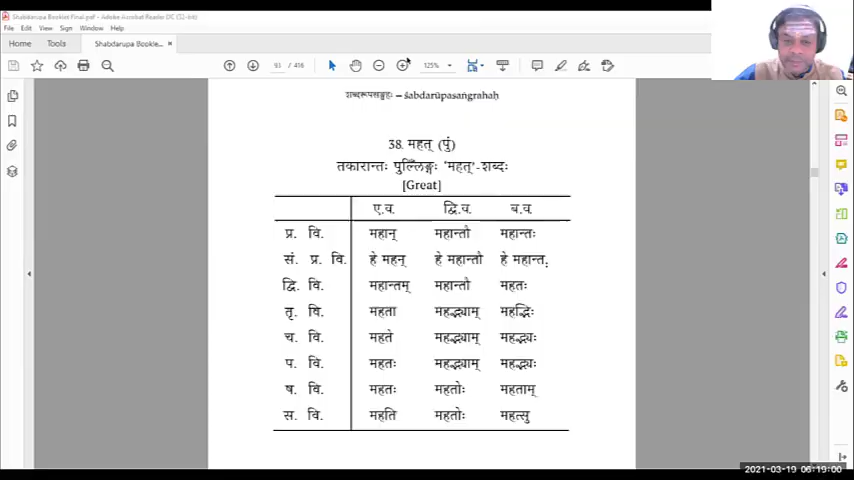 Shabdarupa Booklet Final.pdf - Adobe Acrobat Reader DC (32-bit)
File Edit View Sign Window Help
Home Tools Shabdarupa Bookle... ×
93 / 416 125%
शब्दरूपसङ्ग्रहः – śabdarūpasaṅgrahaḥ
38. महत् (पुं)
तकारान्तः पुल्लिँङ्गः 'महत्'-शब्दः
[Great]
ए.व. द्वि.व. ब.व.
प्र. वि. महान् महान्तौ महान्तः
सं. प्र. वि. हे महन् हे महान्तौ हे महान्तः
द्वि. वि. महान्तम् महान्तौ महतः
तृ. वि. महता महद्भ्याम् महद्भिः
च. वि. महते महद्भ्याम् महद्भ्यः
प. वि. महतः महद्भ्याम् महद्भ्यः
ष. वि. महतः महतोः महताम्
स. वि. महति महतोः महत्सु
2021-03-19 06:19:00